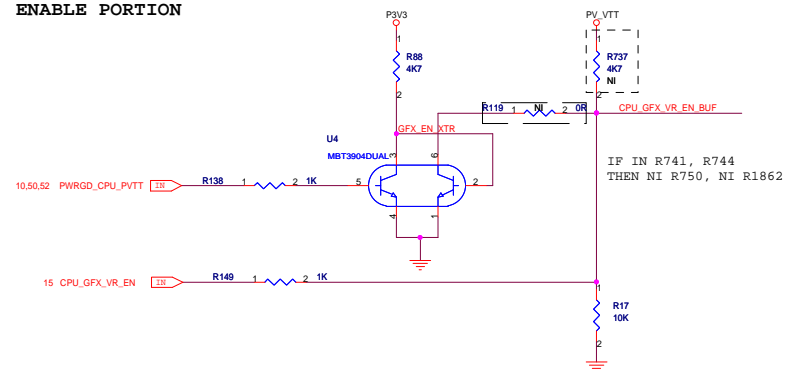 ENABLE PORTION
P3V3
PV_VTT
1
1
R88
4K7
R737
4K7
NI
2
2
R119 1 NI 2 0R
CPU_GFX_VR_EN_BUF
GFX_EN_XTR
U4
MBT3904DUAL
3
6
IF IN R741, R744
THEN NI R750, NI R1862
10,50,52 PWRGD_CPU_PVTT IN R138 1 2 1K 5
2
4
1
15 CPU_GFX_VR_EN IN R149 1 2 1K
1
R17
10K
2